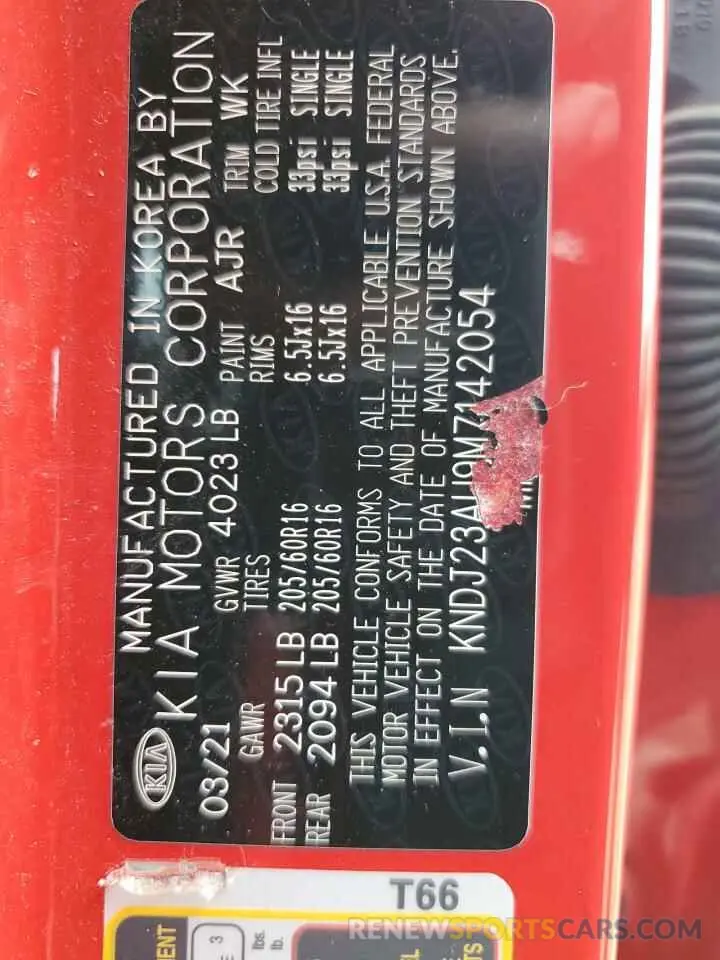 MANUFACTURED IN KOREA BY
KIA KIA MOTORS CORPORATION
03/21 GVWR 4023 LB PAINT AJR TRIM WK
GAWR TIRES RIMS COLD TIRE INFL
FRONT 2315 LB 205/60R16 6.5Jx16 33psi SINGLE
REAR 2094 LB 205/60R16 6.5Jx16 33psi SINGLE
THIS VEHICLE CONFORMS TO ALL APPLICABLE U.S.A. FEDERAL
MOTOR VEHICLE SAFETY AND THEFT PREVENTION STANDARDS
IN EFFECT ON THE DATE OF MANUFACTURE SHOWN ABOVE.
V.I.N KNDJ23AU9M7142054
T66
RENEWSPORTSCARS.COM